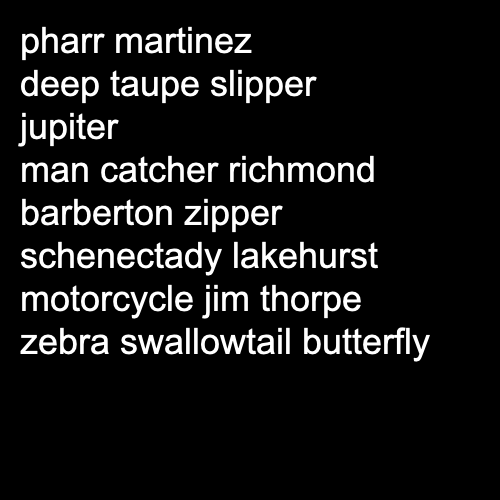 pharr martinez
deep taupe slipper
jupiter
man catcher richmond
barberton zipper
schenectady lakehurst
motorcycle jim thorpe
zebra swallowtail butterfly